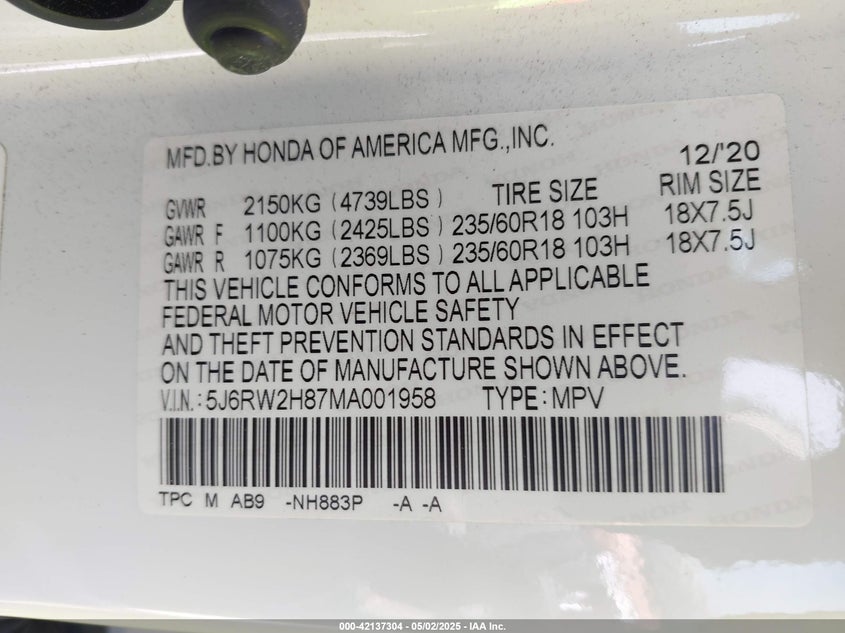 MFD.BY HONDA OF AMERICA MFG.,INC. 12/'20
GVWR 2150KG (4739LBS) TIRE SIZE RIM SIZE
GAWR F 1100KG (2425LBS) 235/60R18 103H 18X7.5J
GAWR R 1075KG (2369LBS) 235/60R18 103H 18X7.5J
THIS VEHICLE CONFORMS TO ALL APPLICABLE
FEDERAL MOTOR VEHICLE SAFETY
AND THEFT PREVENTION STANDARDS IN EFFECT
ON THE DATE OF MANUFACTURE SHOWN ABOVE.
V.I.N.: 5J6RW2H87MA001958 TYPE: MPV
TPC M AB9 -NH883P -A -A
000-42137304 - 05/02/2025 - IAA Inc.